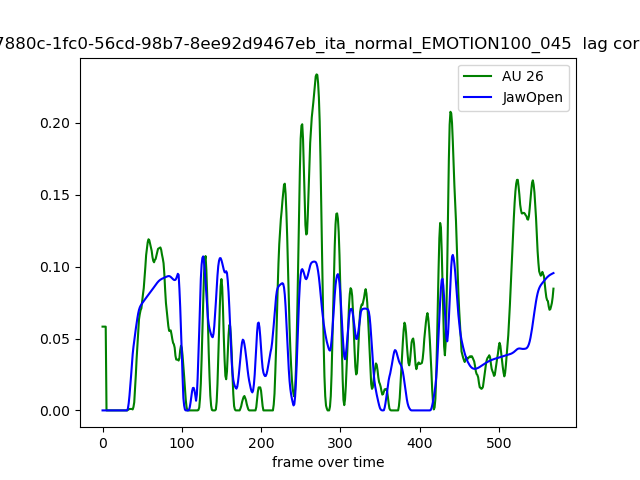 7880c-1fc0-56cd-98b7-8ee92d9467eb_ita_normal_EMOTION100_045 lag cor
AU 26
JawOpen
0.20
0.15
0.10
0.05
0.00
0 100 200 300 400 500
frame over time